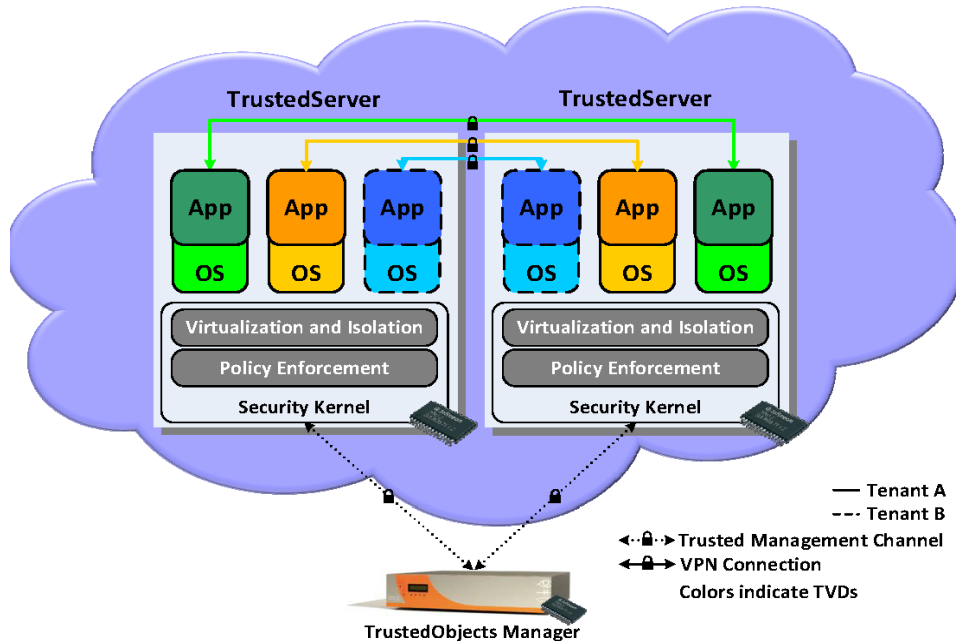 TrustedServer
TrustedServer
App
App
App
App
App
App
OS
OS
OS
OS
OS
OS
Virtualization and Isolation
Virtualization and Isolation
Policy Enforcement
Policy Enforcement
Security Kernel
Security Kernel
Tenant A
Tenant B
Trusted Management Channel
VPN Connection
Colors indicate TVDs
TrustedObjects Manager